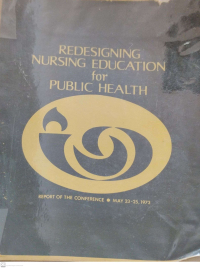 REDESIGNING
NURSING EDUCATION
for
PUBLIC HEALTH
REPORT OF THE CONFERENCE • MAY 23-25, 1973